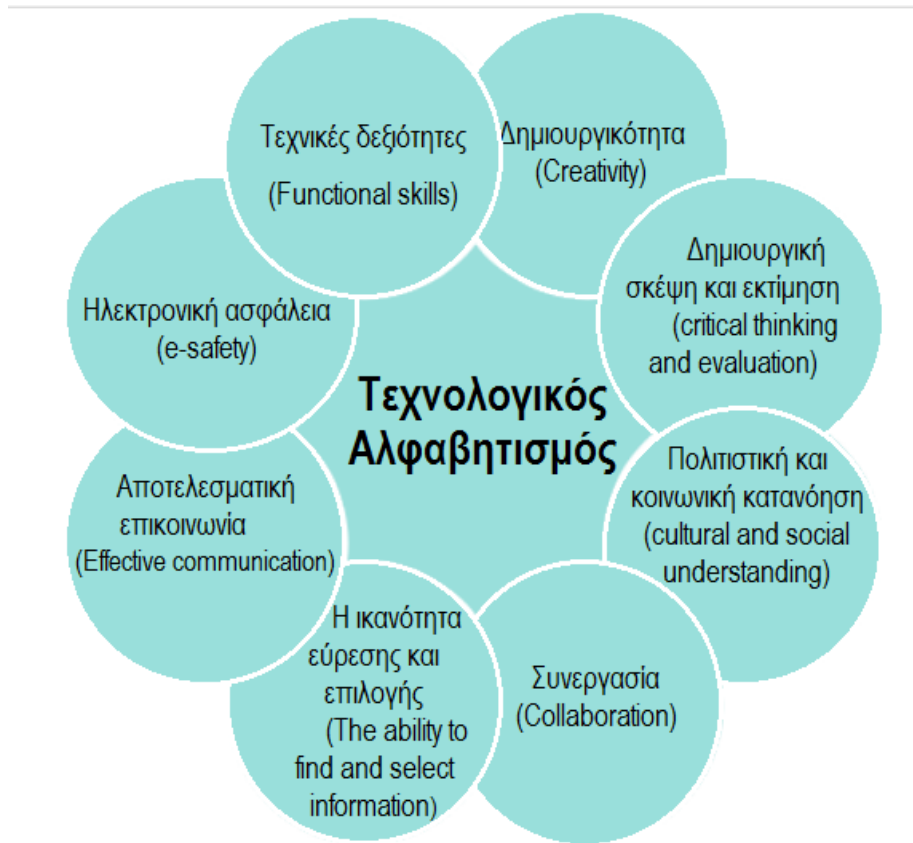 Τεχνικές δεξιότητες
(Functional skills)
Δημιουργικότητα
(Creativity)
Δημιουργική
σκέψη και εκτίμηση
(critical thinking
and evaluation)
Πολιτιστική και
κοινωνική κατανόηση
(cultural and social
understanding)
Συνεργασία
(Collaboration)
Η ικανότητα
εύρεσης και
επιλογής
(The ability to
find and select
information)
Αποτελεσματική
επικοινωνία
(Effective communication)
Ηλεκτρονική ασφάλεια
(e-safety)
Τεχνολογικός
Αλφαβητισμός